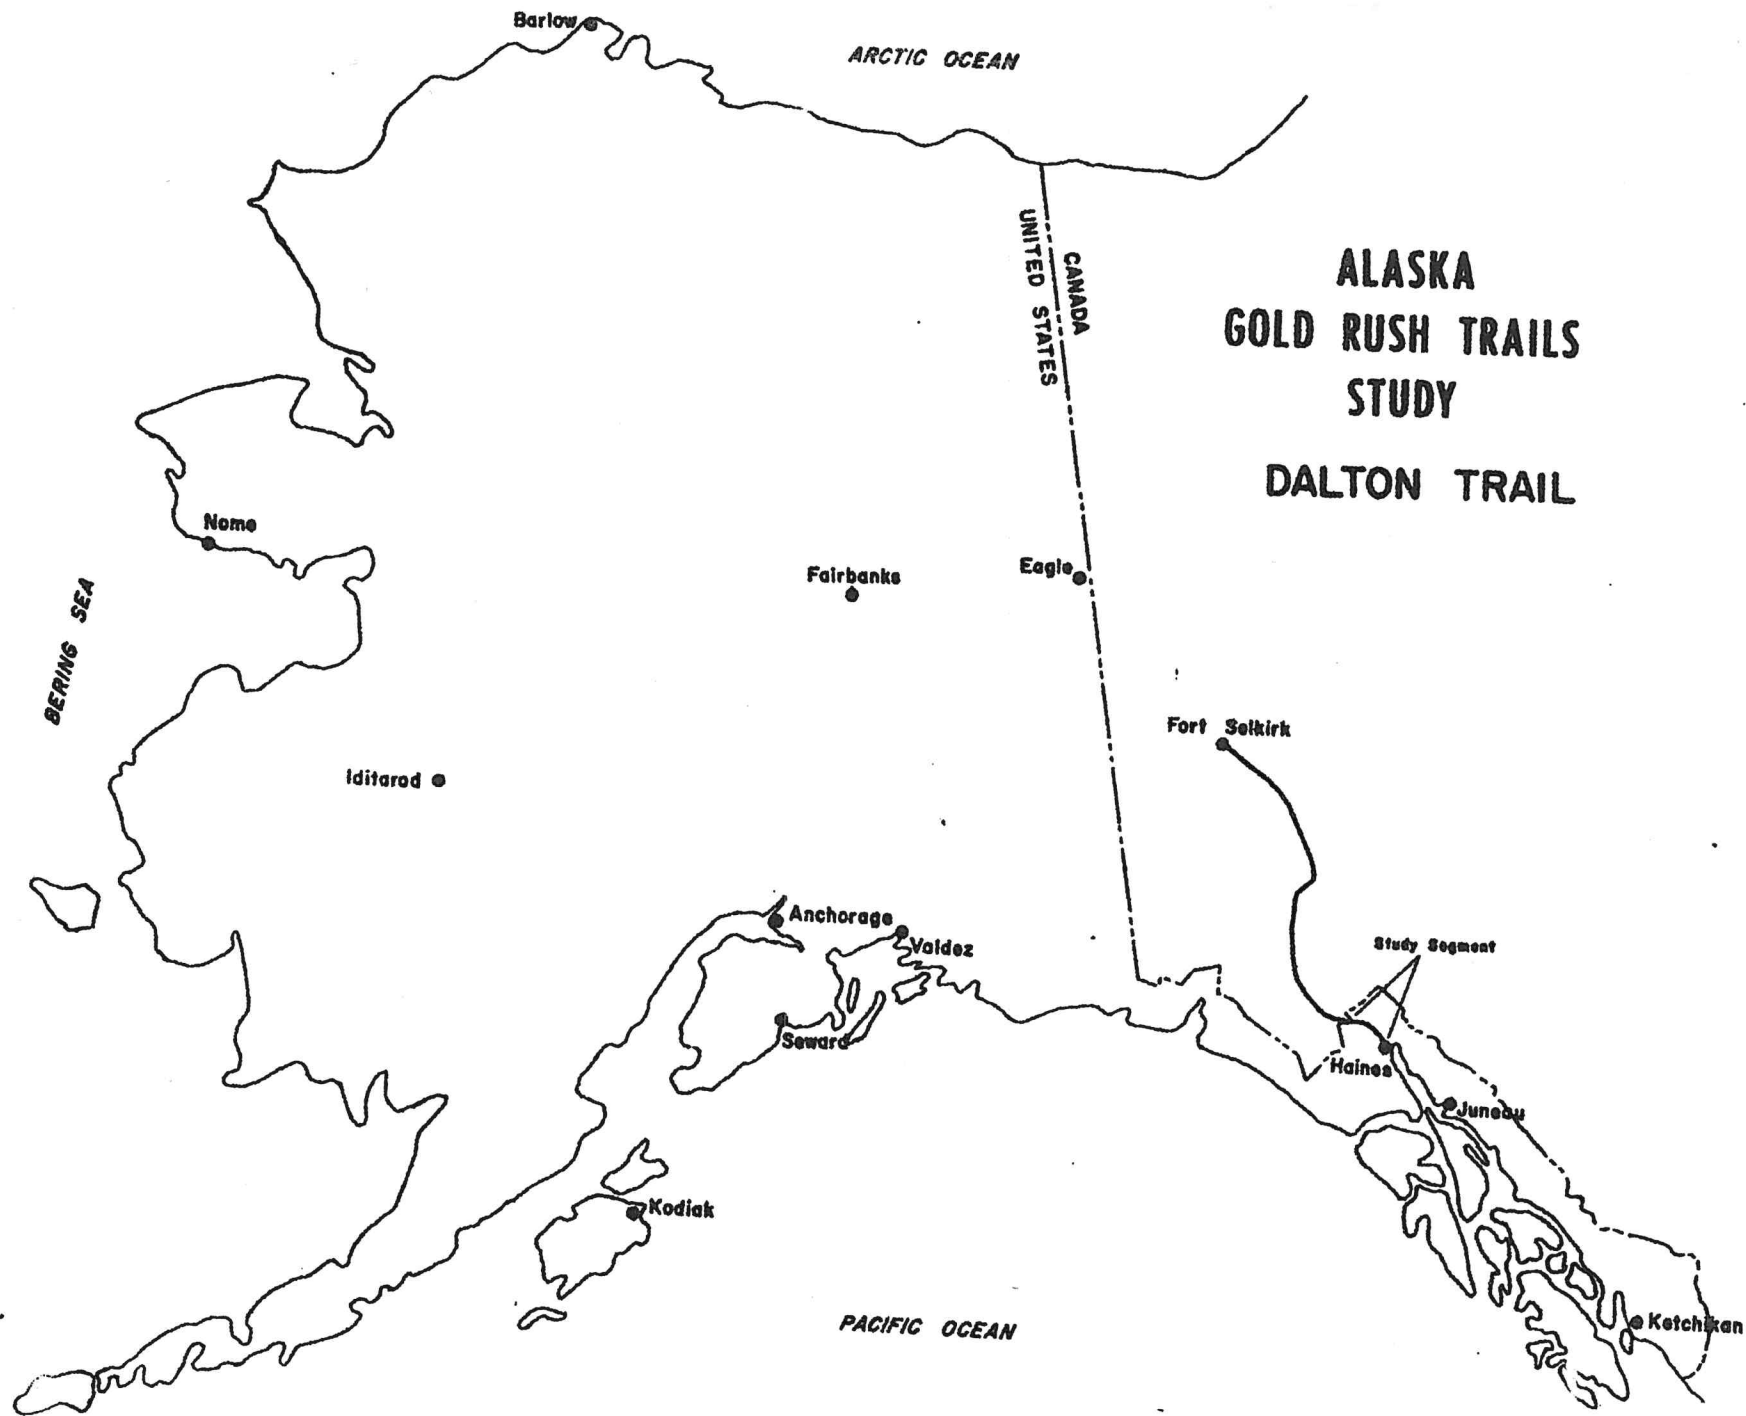 Barlow
ARCTIC OCEAN
UNITED STATES
CANADA
ALASKA
GOLD RUSH TRAILS
STUDY
DALTON TRAIL
Nome
Fairbanks
Eagle
BERING SEA
Fort Selkirk
Iditarod
Anchorage
Valdez
Study Segment
Seward
Haines
Juneau
Kodiak
PACIFIC OCEAN
Ketchikan